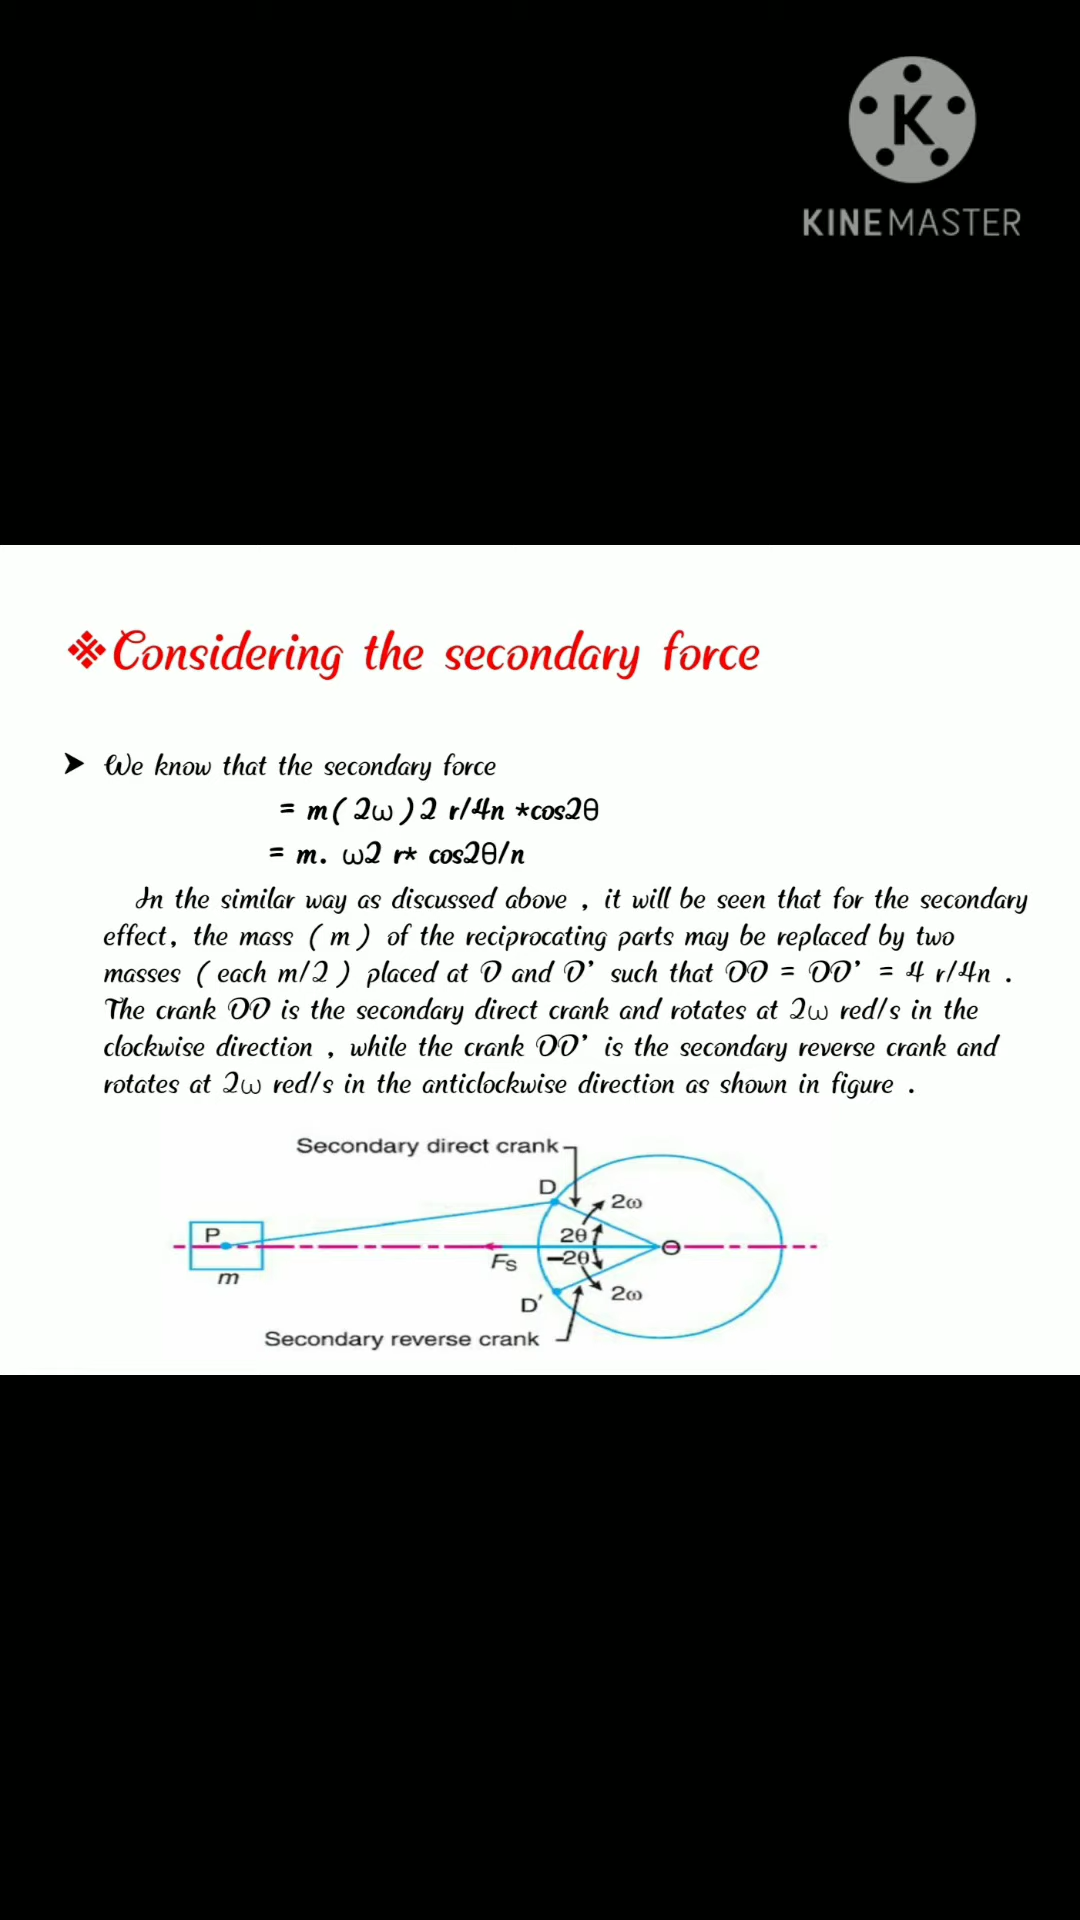 K
KINEMASTER
Considering the secondary force
We know that the secondary force
= m( 2ω )2 r/4n *cos2θ
= m. ω2 r* cos2θ/n
In the similar way as discussed above , it will be seen that for the secondary
effect, the mass ( m ) of the reciprocating parts may be replaced by two
masses ( each m/2 ) placed at D and D' such that OD = OD' = 4 r/4n .
The crank OD is the secondary direct crank and rotates at 2ω red/s in the
clockwise direction , while the crank OD' is the secondary reverse crank and
rotates at 2ω red/s in the anticlockwise direction as shown in figure .
Secondary direct crank
D
2ω
P
2θ
O
Fs
−2θ
m
2ω
D'
Secondary reverse crank